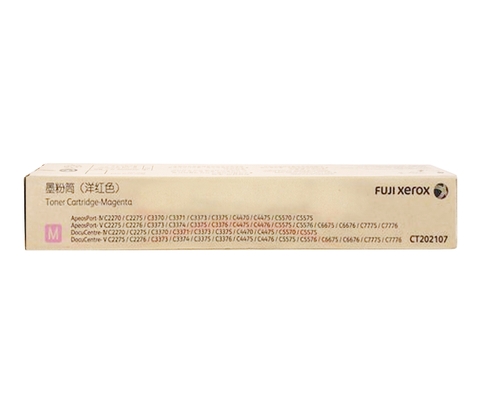 墨粉筒（洋红色）
Toner Cartridge-Magenta
FUJI xerox
ApeosPort-Ⅳ C2270 / C2275 / C3370 / C3371 / C3373 / C3375 / C4470 / C4475 / C5570 / C5575
ApeosPort-Ⅴ C2275 / C2276 / C3373 / C3374 / C3375 / C3376 / C4475 / C4476 / C5575 / C5576 / C6675 / C6676 / C7775 / C7776
DocuCentre-Ⅳ C2270 / C2275 / C3370 / C3371 / C3373 / C3375 / C4470 / C4475 / C5570 / C5575
DocuCentre-Ⅴ C2275 / C2276 / C3373 / C3374 / C3375 / C3376 / C4475 / C4476 / C5575 / C5576 / C6675 / C6676 / C7775 / C7776
M
CT202107